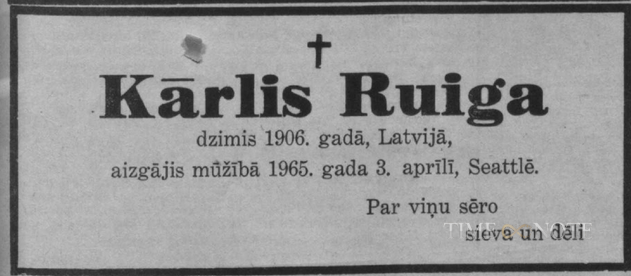 Kārlis Ruiga
dzimis 1906. gadā, Latvijā,
aizgājis mūžībā 1965. gada 3. aprīlī, Seattlē.
Par viņu sēro
sieva un dēli